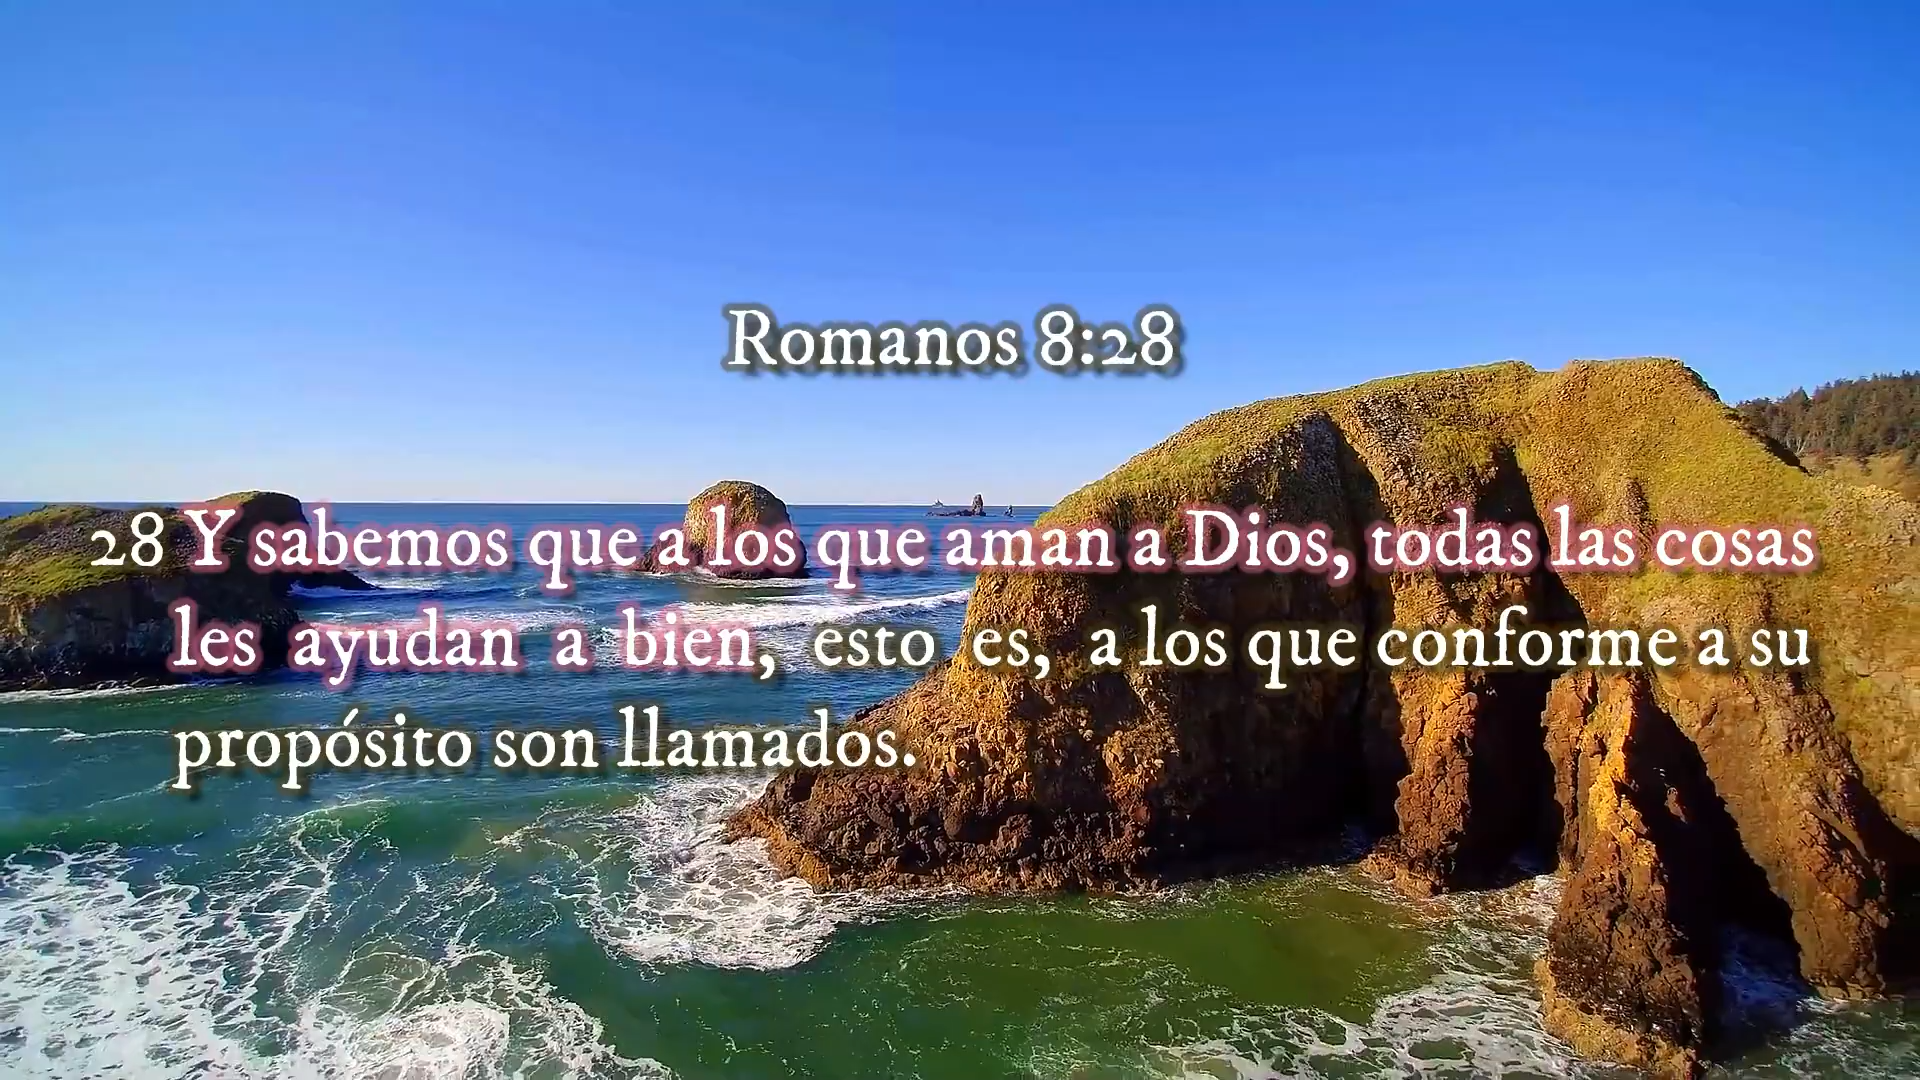 Romanos 8:28
28 Y sabemos que a los que aman a Dios, todas las cosas
les ayudan a bien, esto es, a los que conforme a su
propósito son llamados.